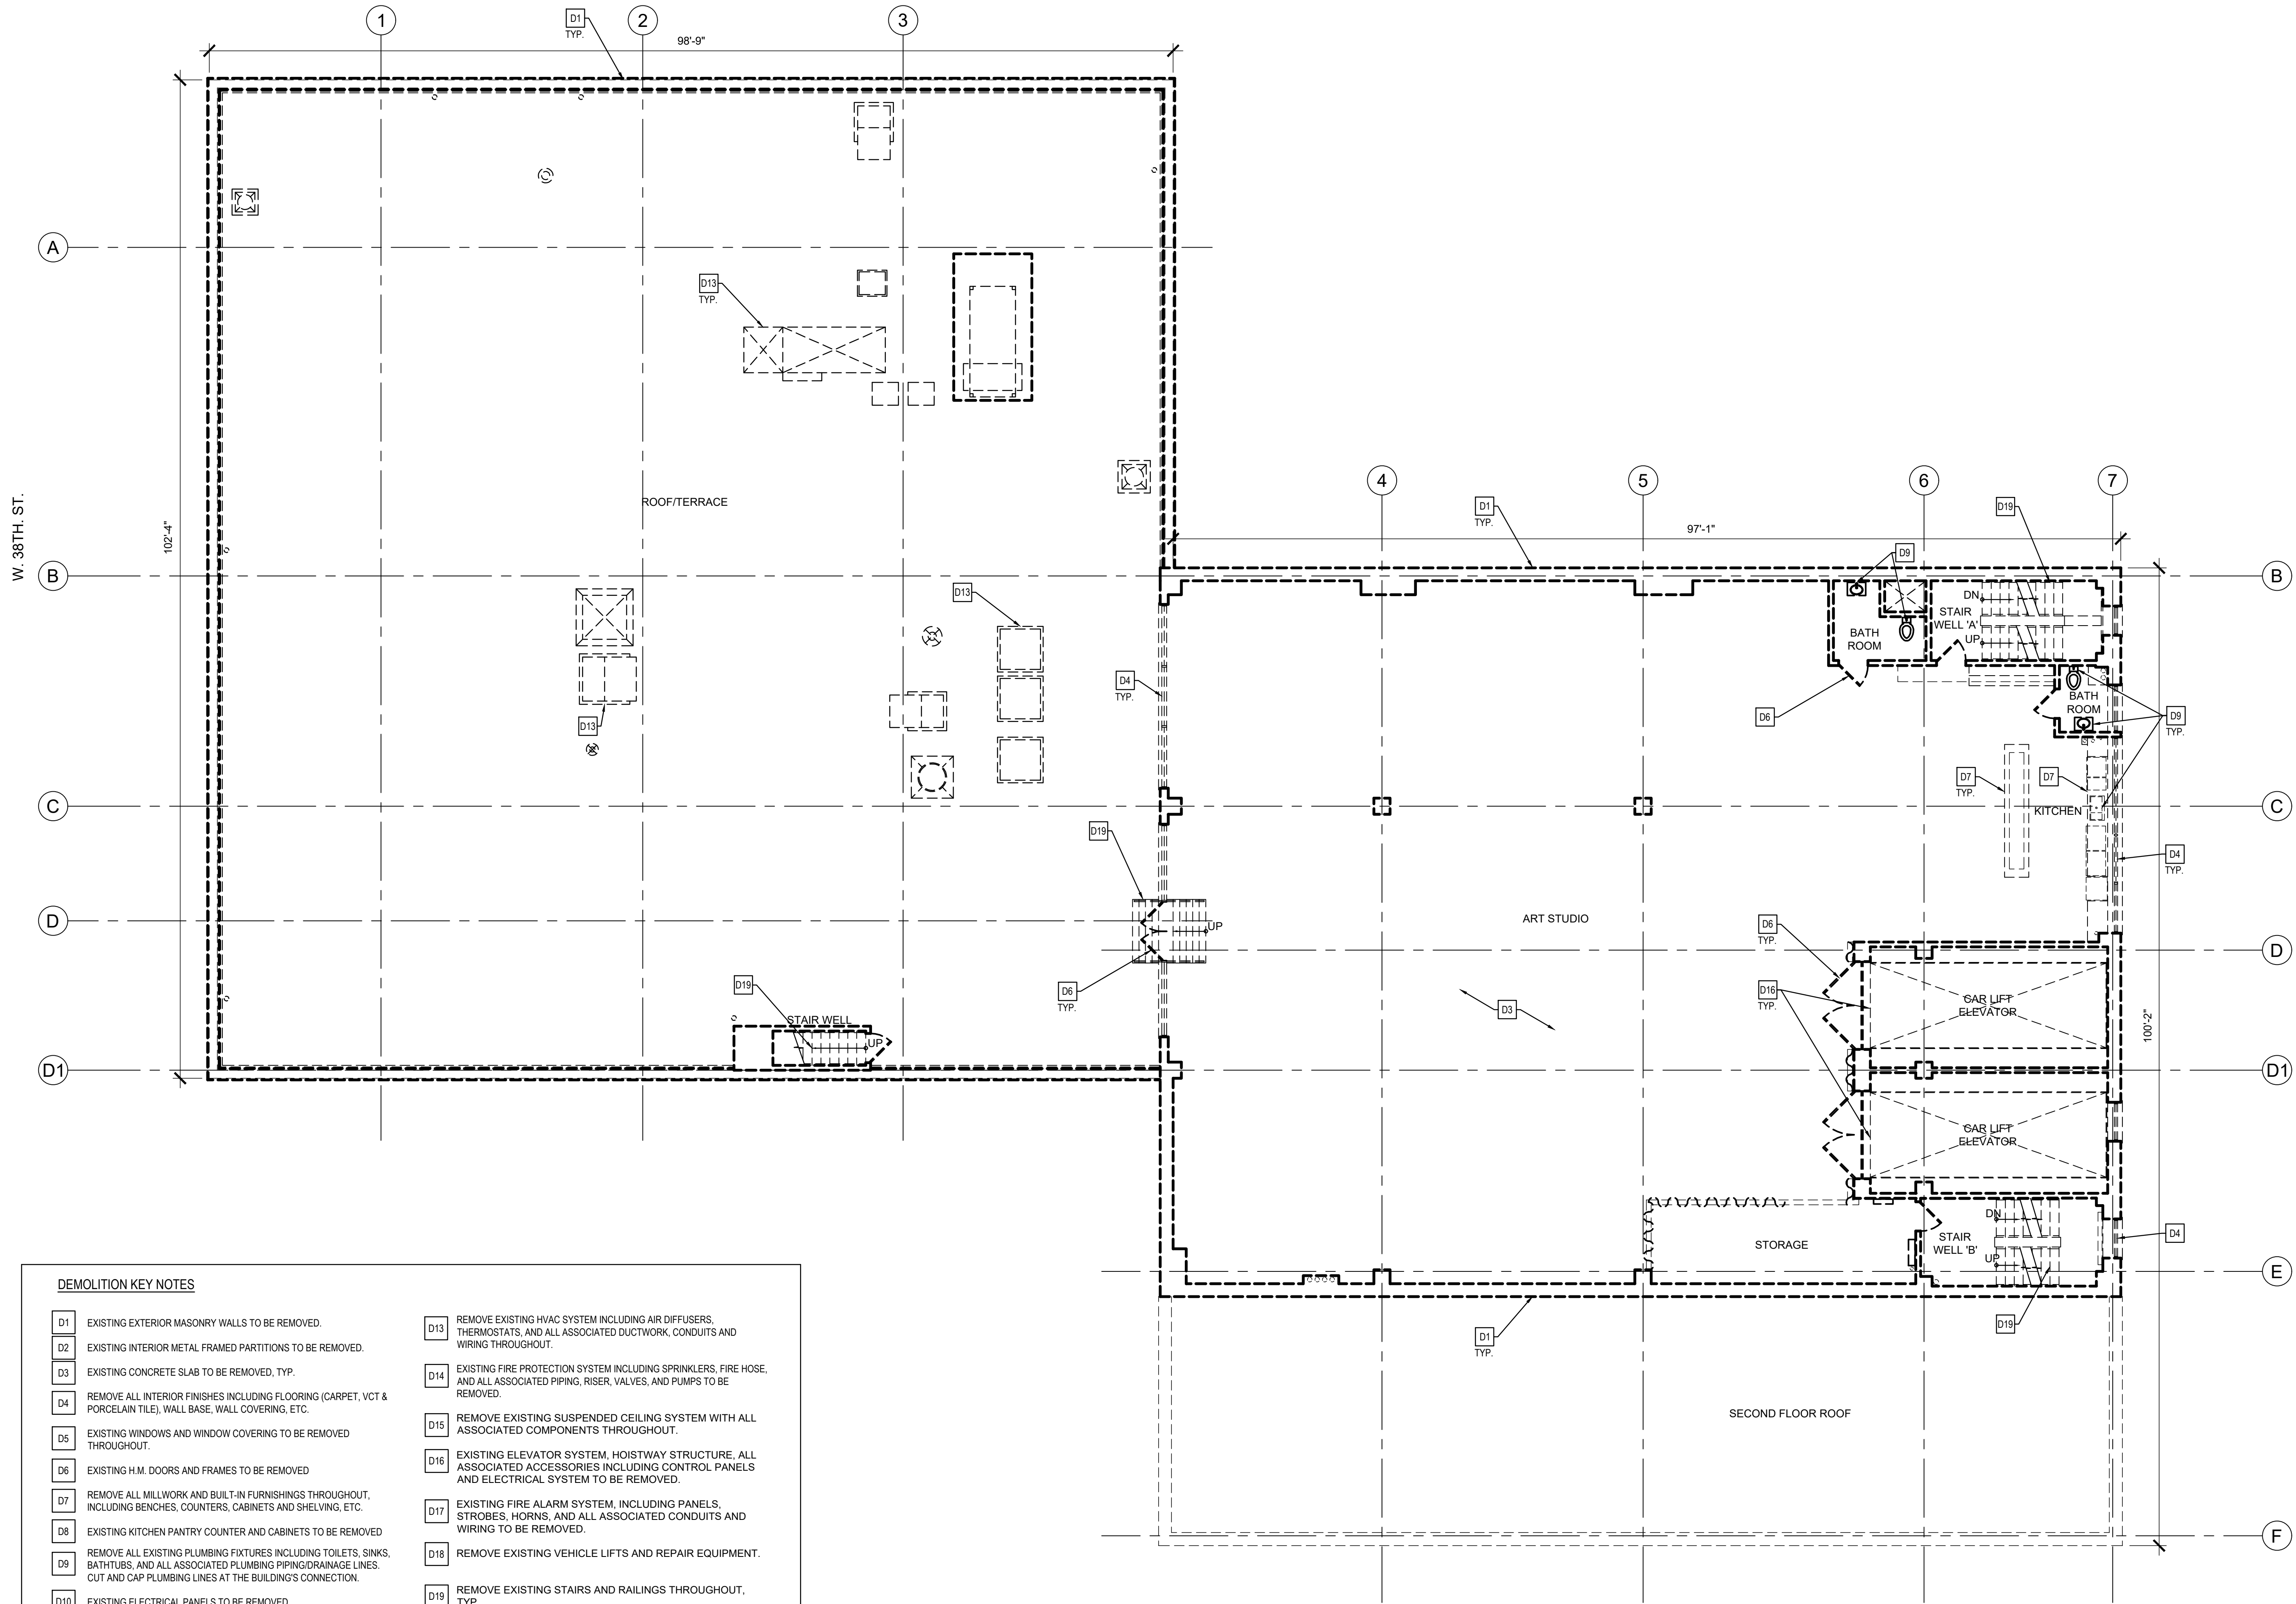 1
2
3
D1
TYP.
98'-9"
A
D13
TYP.
W. 38TH. ST.
102'-4"
ROOF/TERRACE
4
5
6
7
D1
TYP.
97'-1"
D19
D9
B
B
D13
DN
STAIR
WELL 'A'
UP
BATH
ROOM
D4
TYP.
D13
D6
BATH
ROOM
D9
TYP.
D7
TYP.
D7
C
KITCHEN
C
D19
D4
TYP.
D
UP
ART STUDIO
D6
TYP.
D
D19
D6
TYP.
D16
TYP.
D3
CAR LIFT
ELEVATOR
100'-2"
STAIR WELL
UP
D1
D1
CAR LIFT
ELEVATOR
DN
STAIR
WELL 'B'
UP
D4
STORAGE
E
D19
D1
TYP.
SECOND FLOOR ROOF
F
DEMOLITION KEY NOTES
D1 EXISTING EXTERIOR MASONRY WALLS TO BE REMOVED.
D2 EXISTING INTERIOR METAL FRAMED PARTITIONS TO BE REMOVED.
D3 EXISTING CONCRETE SLAB TO BE REMOVED, TYP.
D4 REMOVE ALL INTERIOR FINISHES INCLUDING FLOORING (CARPET, VCT &
PORCELAIN TILE), WALL BASE, WALL COVERING, ETC.
D5 EXISTING WINDOWS AND WINDOW COVERING TO BE REMOVED
THROUGHOUT.
D6 EXISTING H.M. DOORS AND FRAMES TO BE REMOVED
D7 REMOVE ALL MILLWORK AND BUILT-IN FURNISHINGS THROUGHOUT,
INCLUDING BENCHES, COUNTERS, CABINETS AND SHELVING, ETC.
D8 EXISTING KITCHEN PANTRY COUNTER AND CABINETS TO BE REMOVED
D9 REMOVE ALL EXISTING PLUMBING FIXTURES INCLUDING TOILETS, SINKS,
BATHTUBS, AND ALL ASSOCIATED PLUMBING PIPING/DRAINAGE LINES.
CUT AND CAP PLUMBING LINES AT THE BUILDING'S CONNECTION.
D10 EXISTING ELECTRICAL PANELS TO BE REMOVED
D13 REMOVE EXISTING HVAC SYSTEM INCLUDING AIR DIFFUSERS,
THERMOSTATS, AND ALL ASSOCIATED DUCTWORK, CONDUITS AND
WIRING THROUGHOUT.
D14 EXISTING FIRE PROTECTION SYSTEM INCLUDING SPRINKLERS, FIRE HOSE,
AND ALL ASSOCIATED PIPING, RISER, VALVES, AND PUMPS TO BE
REMOVED.
D15 REMOVE EXISTING SUSPENDED CEILING SYSTEM WITH ALL
ASSOCIATED COMPONENTS THROUGHOUT.
D16 EXISTING ELEVATOR SYSTEM, HOISTWAY STRUCTURE, ALL
ASSOCIATED ACCESSORIES INCLUDING CONTROL PANELS
AND ELECTRICAL SYSTEM TO BE REMOVED.
D17 EXISTING FIRE ALARM SYSTEM, INCLUDING PANELS,
STROBES, HORNS, AND ALL ASSOCIATED CONDUITS AND
WIRING TO BE REMOVED.
D18 REMOVE EXISTING VEHICLE LIFTS AND REPAIR EQUIPMENT.
D19 REMOVE EXISTING STAIRS AND RAILINGS THROUGHOUT,
TYP.